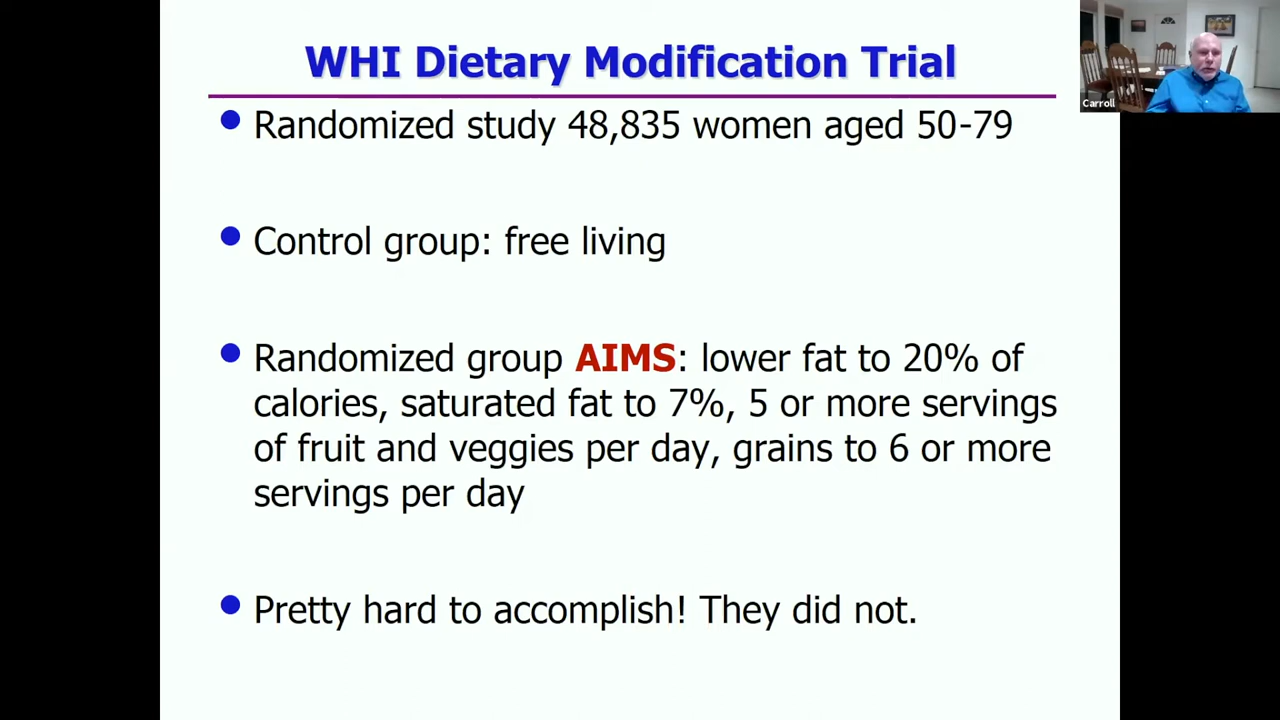 WHI Dietary Modification Trial
Randomized study 48,835 women aged 50-79
Control group: free living
Randomized group AIMS: lower fat to 20% of
calories, saturated fat to 7%, 5 or more servings
of fruit and veggies per day, grains to 6 or more
servings per day
Pretty hard to accomplish! They did not.
Carroll